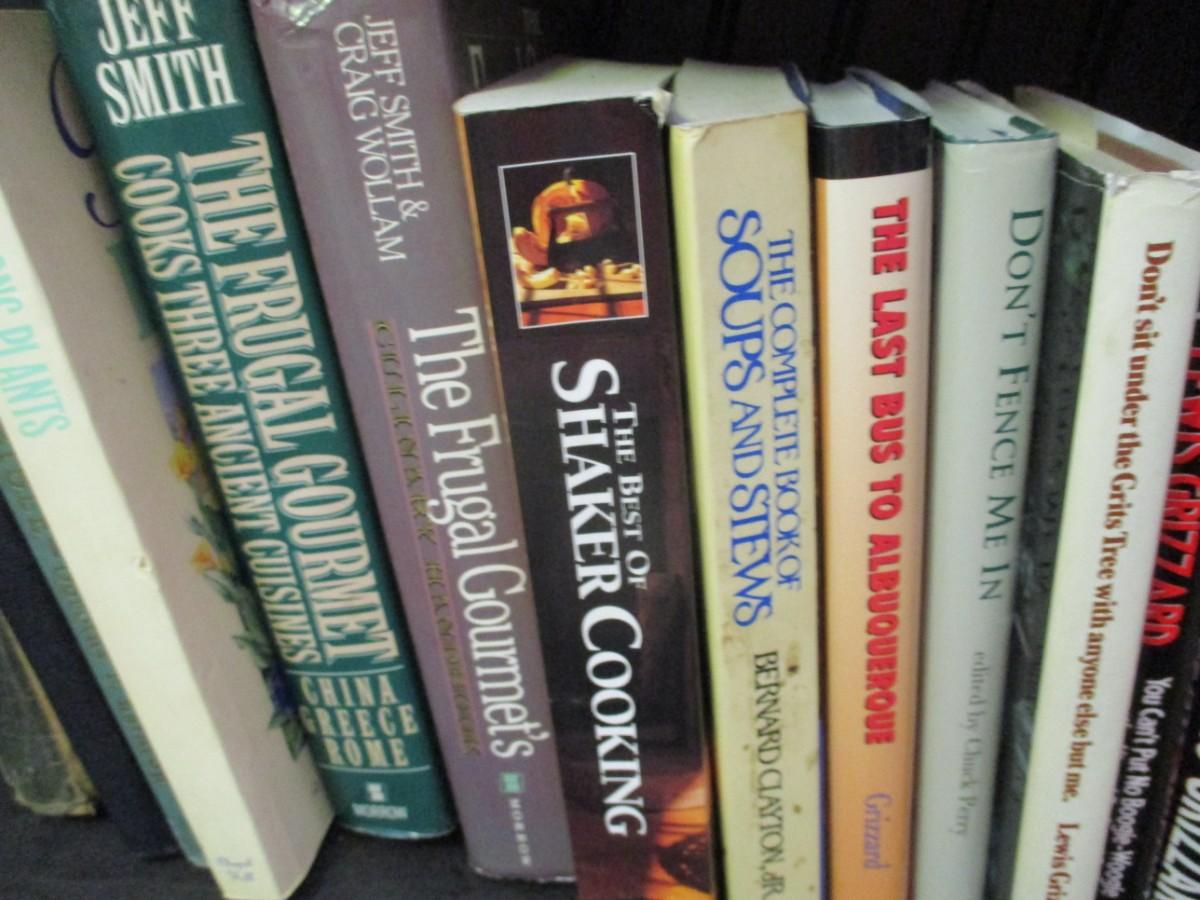 PLANTS
JEFF
SMITH
THE FRUGAL GOURMET
COOKS THREE ANCIENT CUISINES
CHINA
GREECE
ROME
JEFF SMITH &
CRAIG WOLLAM
The Frugal Gourmet's
MORROW
THE BEST OF
SHAKER COOKING
THE COMPLETE BOOK OF
SOUPS AND STEWS
BERNARD CLAYTON, JR
THE LAST BUS TO ALBUQUERQUE
Grizzard
DON'T FENCE ME IN
edited by Chuck Perry
Don't sit under the Grits Tree with anyone else but me.
Lewis Griz
LEWIS GRIZZARD
You Can't Put No Boogie-Woogie